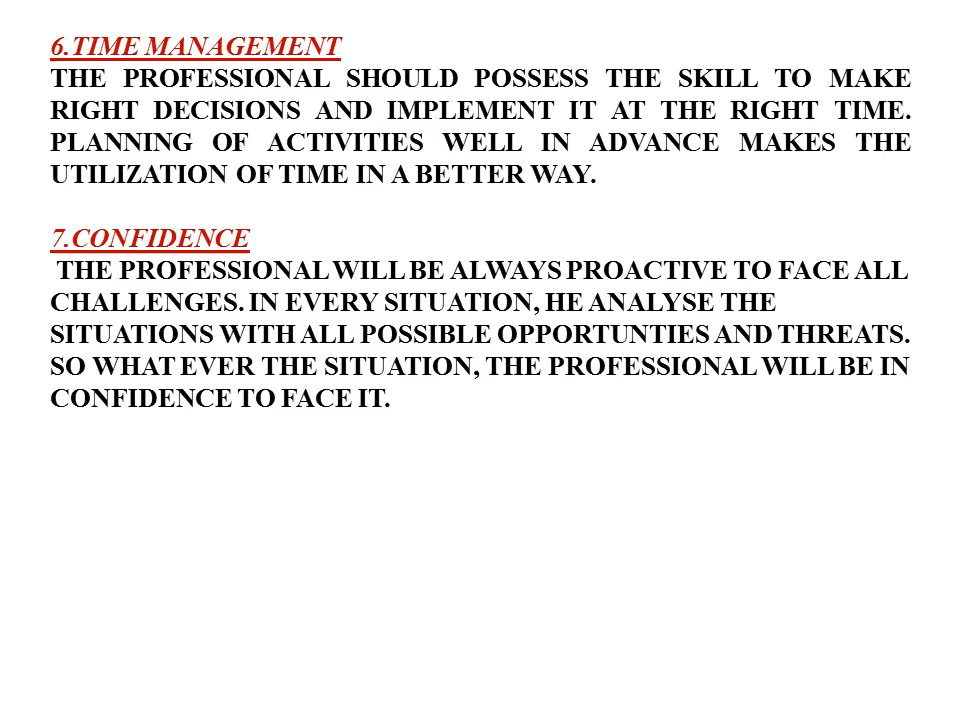 6.TIME MANAGEMENT
THE PROFESSIONAL SHOULD POSSESS THE SKILL TO MAKE
RIGHT DECISIONS AND IMPLEMENT IT AT THE RIGHT TIME.
PLANNING OF ACTIVITIES WELL IN ADVANCE MAKES THE
UTILIZATION OF TIME IN A BETTER WAY.
7.CONFIDENCE
THE PROFESSIONAL WILL BE ALWAYS PROACTIVE TO FACE ALL
CHALLENGES. IN EVERY SITUATION, HE ANALYSE THE
SITUATIONS WITH ALL POSSIBLE OPPORTUNTIES AND THREATS.
SO WHAT EVER THE SITUATION, THE PROFESSIONAL WILL BE IN
CONFIDENCE TO FACE IT.